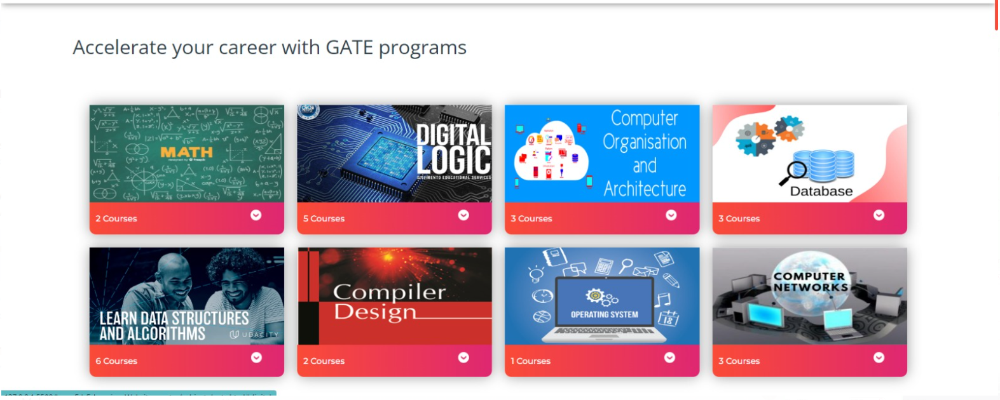 Accelerate your career with GATE programs
MATH
2 Courses
DIGITAL
LOGIC
5 Courses
Computer
Organisation
and
Architecture
3 Courses
Database
3 Courses
LEARN DATA STRUCTURES
AND ALGORITHMS
UDACITY
6 Courses
Compiler
Design
2 Courses
OPERATING SYSTEM
18
1 Courses
COMPUTER
NETWORKS
3 Courses